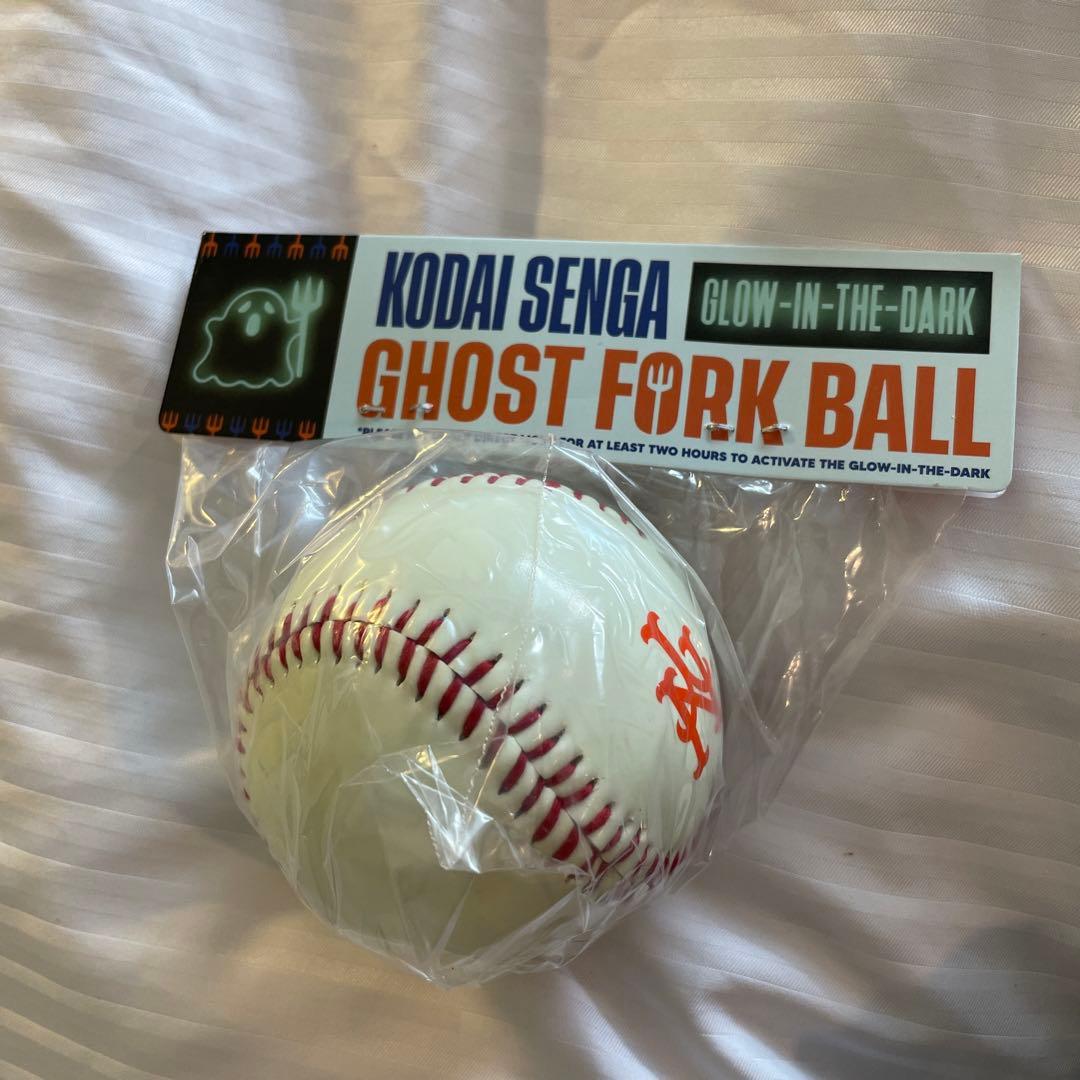 KODAI SENGA
GLOW-IN-THE-DARK
GHOST FORK BALL
FOR AT LEAST TWO HOURS TO ACTIVATE THE GLOW-IN-THE-DARK
NY